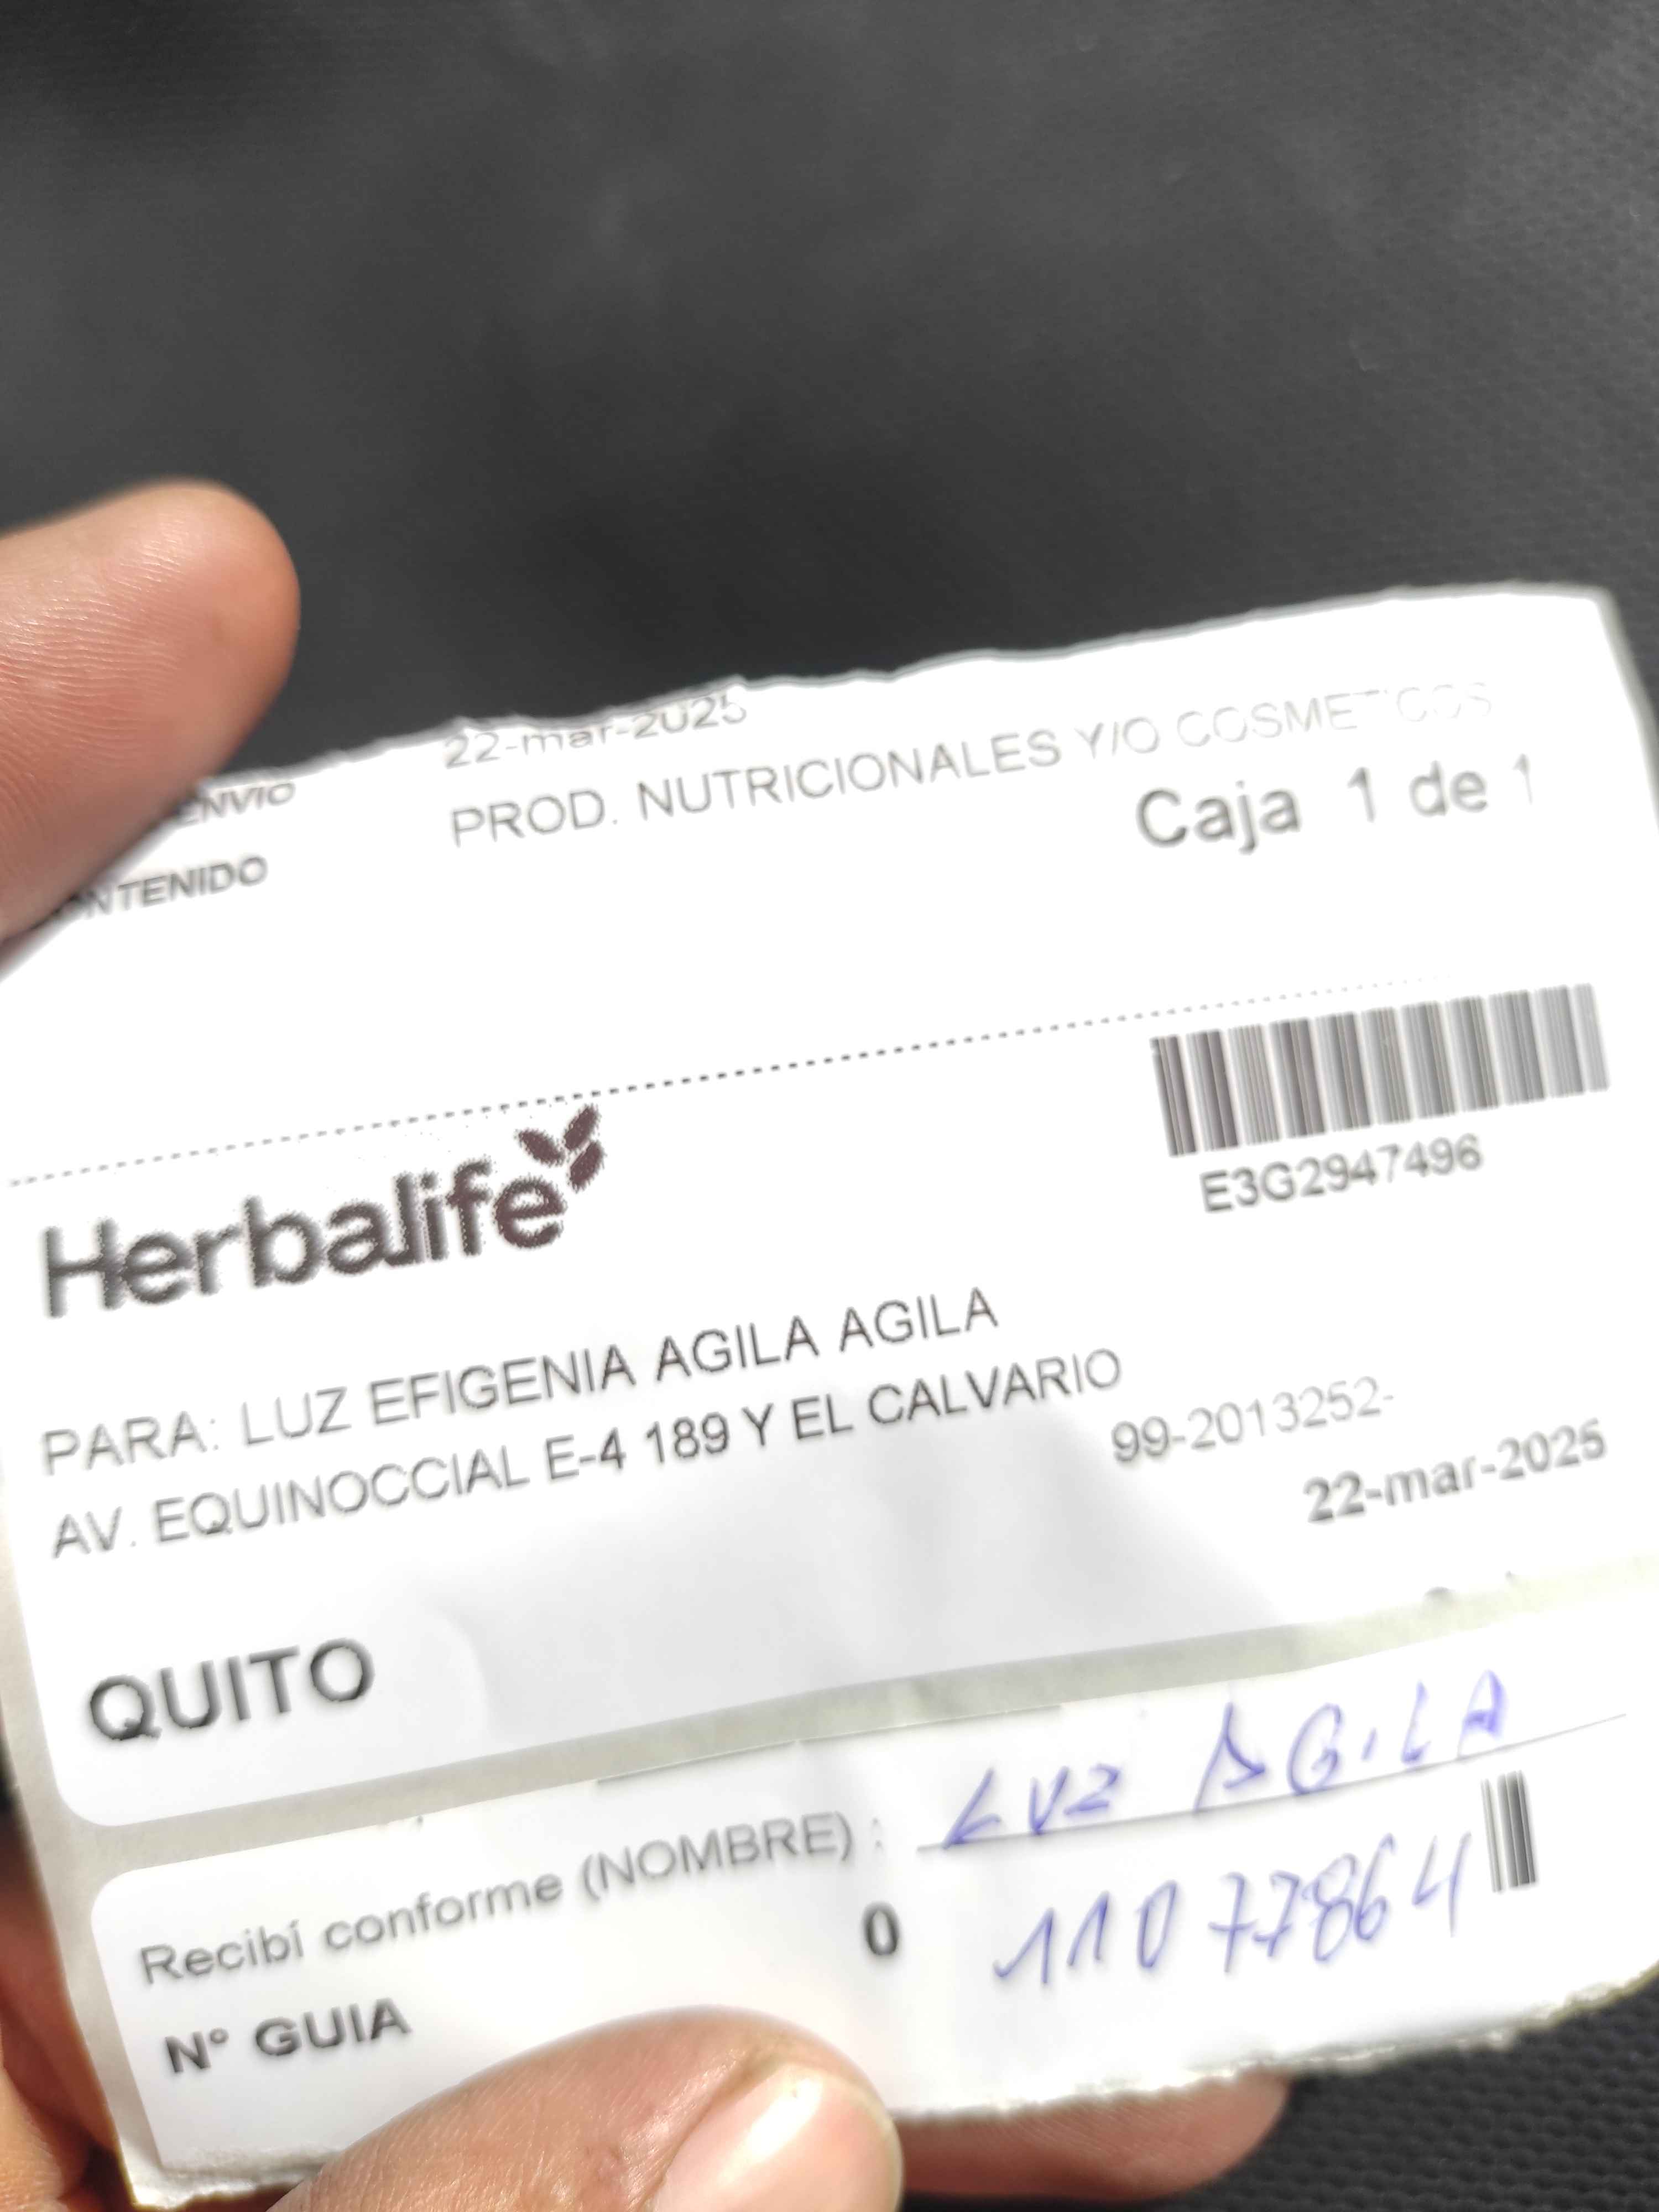 22-mar-2025
ENVIO PROD. NUTRICIONALES Y/O COSMETICOS
NTENIDO Caja 1 de 1
E3G2947496
Herbalife
PARA: LUZ EFIGENIA AGILA AGILA
AV. EQUINOCCIAL E-4 189 Y EL CALVARIO
99-2013252-
22-mar-2025
QUITO
Recibí conforme (NOMBRE) : LUZ AGILA
N° GUIA 0 11077864